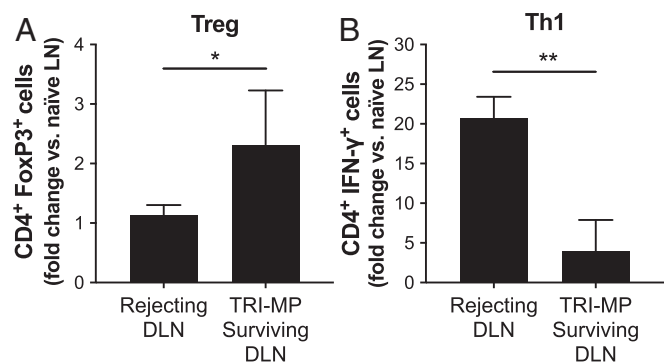 A
Treg
CD4+ FoxP3+ cells
(fold change vs. naïve LN)
4
3
2
1
0
*
Rejecting
DLN
TRI-MP
Surviving
DLN
B
Th1
CD4+ IFN-γ+ cells
(fold change vs. naïve LN)
30
25
20
15
10
5
0
**
Rejecting
DLN
TRI-MP
Surviving
DLN